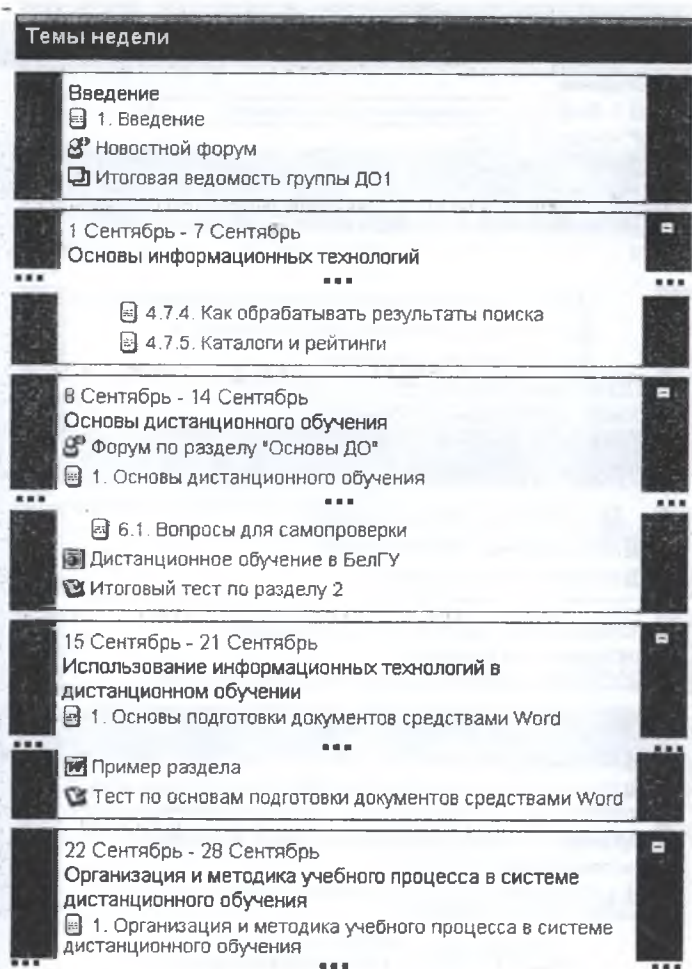 Темы недели
Введение
1. Введение
Новостной форум
Итоговая ведомость группы ДО1
1 Сентябрь - 7 Сентябрь
Основы информационных технологий
...
4.7.4. Как обрабатывать результаты поиска
4.7.5. Каталоги и рейтинги
8 Сентябрь - 14 Сентябрь
Основы дистанционного обучения
Форум по разделу "Основы ДО"
1. Основы дистанционного обучения
...
6.1. Вопросы для самопроверки
Дистанционное обучение в БелГУ
Итоговый тест по разделу 2
15 Сентябрь - 21 Сентябрь
Использование информационных технологий в
дистанционном обучении
1. Основы подготовки документов средствами Word
...
Пример раздела
Тест по основам подготовки документов средствами Word
22 Сентябрь - 28 Сентябрь
Организация и методика учебного процесса в системе
дистанционного обучения
1. Организация и методика учебного процесса в системе
дистанционного обучения
...